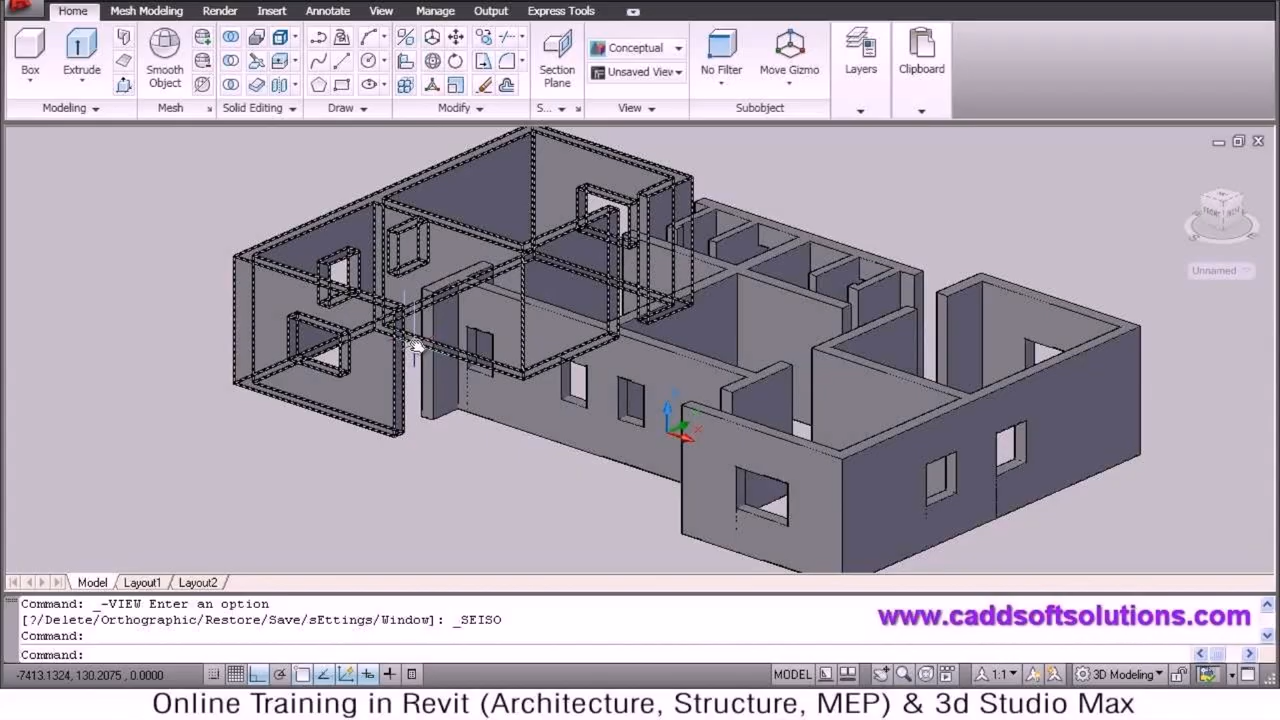 Home Mesh Modeling Render Insert Annotate View Manage Output Express Tools
Box Extrude Smooth Object Section Plane Conceptual No Filter Move Gizmo Layers Clipboard
Unsaved View
Modeling Mesh Solid Editing Draw Modify S... View Subobject
Unnamed
Model Layout1 Layout2
Command: _-VIEW Enter an option
[?/Delete/Orthographic/Restore/Save/sEttings/Window]: _SEISO
Command:
Command:
www.caddsoftsolutions.com
-7413.1324, 130.2075, 0.0000 MODEL 1:1 3D Modeling
Online Training in Revit (Architecture, Structure, MEP) & 3d Studio Max